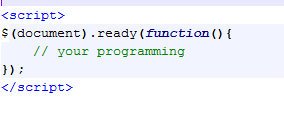 <script>
$(document).ready(function(){
    // your programming
});
</script>